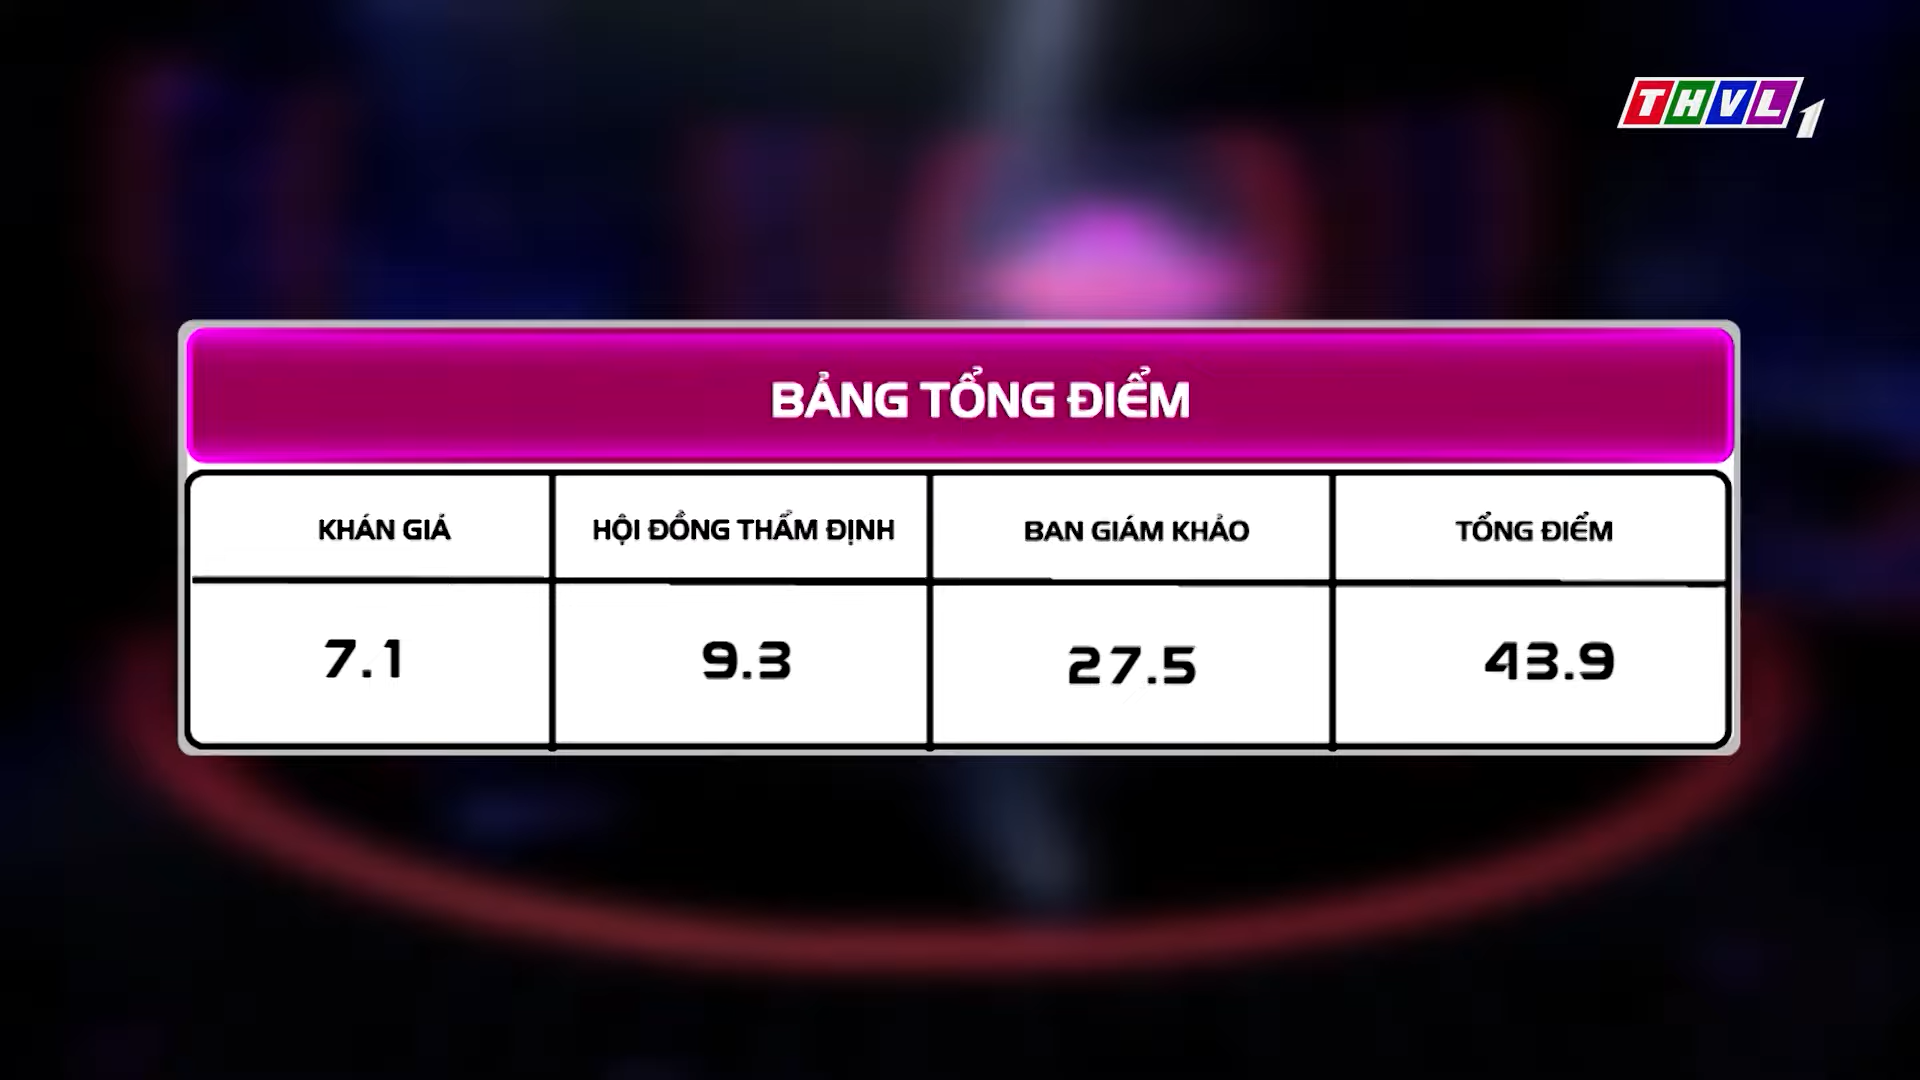 THVL1
BẢNG TỔNG ĐIỂM
KHÁN GIẢ
HỘI ĐỒNG THẨM ĐỊNH
BAN GIÁM KHẢO
TỔNG ĐIỂM
7.1
9.3
27.5
43.9